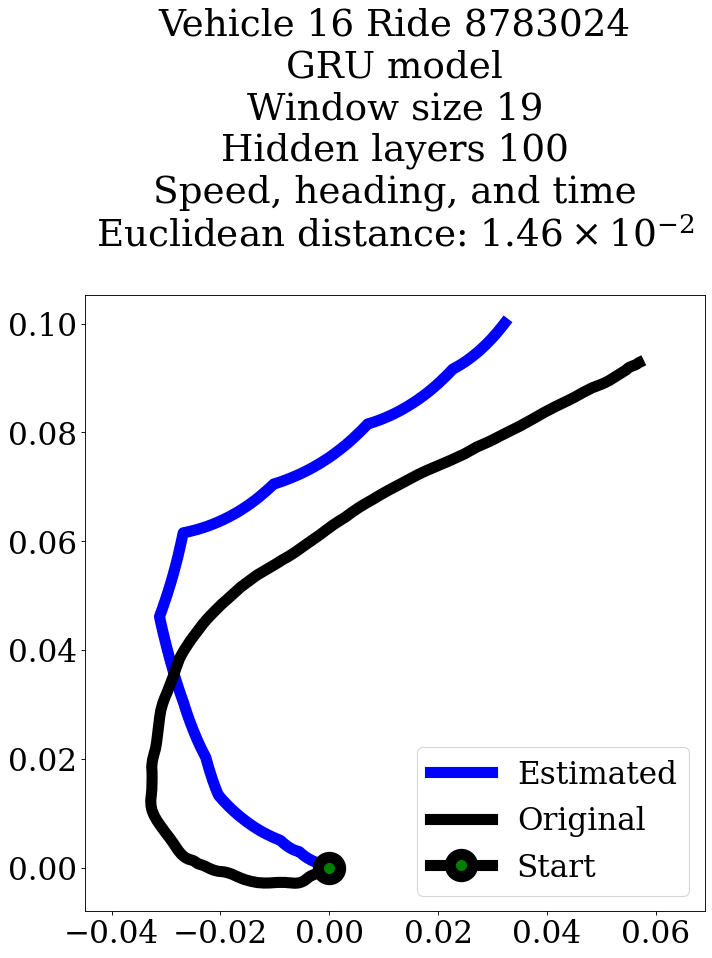 Vehicle 16 Ride 8783024
GRU model
Window size 19
Hidden layers 100
Speed, heading, and time
Euclidean distance: 1.46 × 10⁻²
0.10
0.08
0.06
0.04
0.02
0.00
Estimated
Original
Start
−0.04 −0.02 0.00 0.02 0.04 0.06